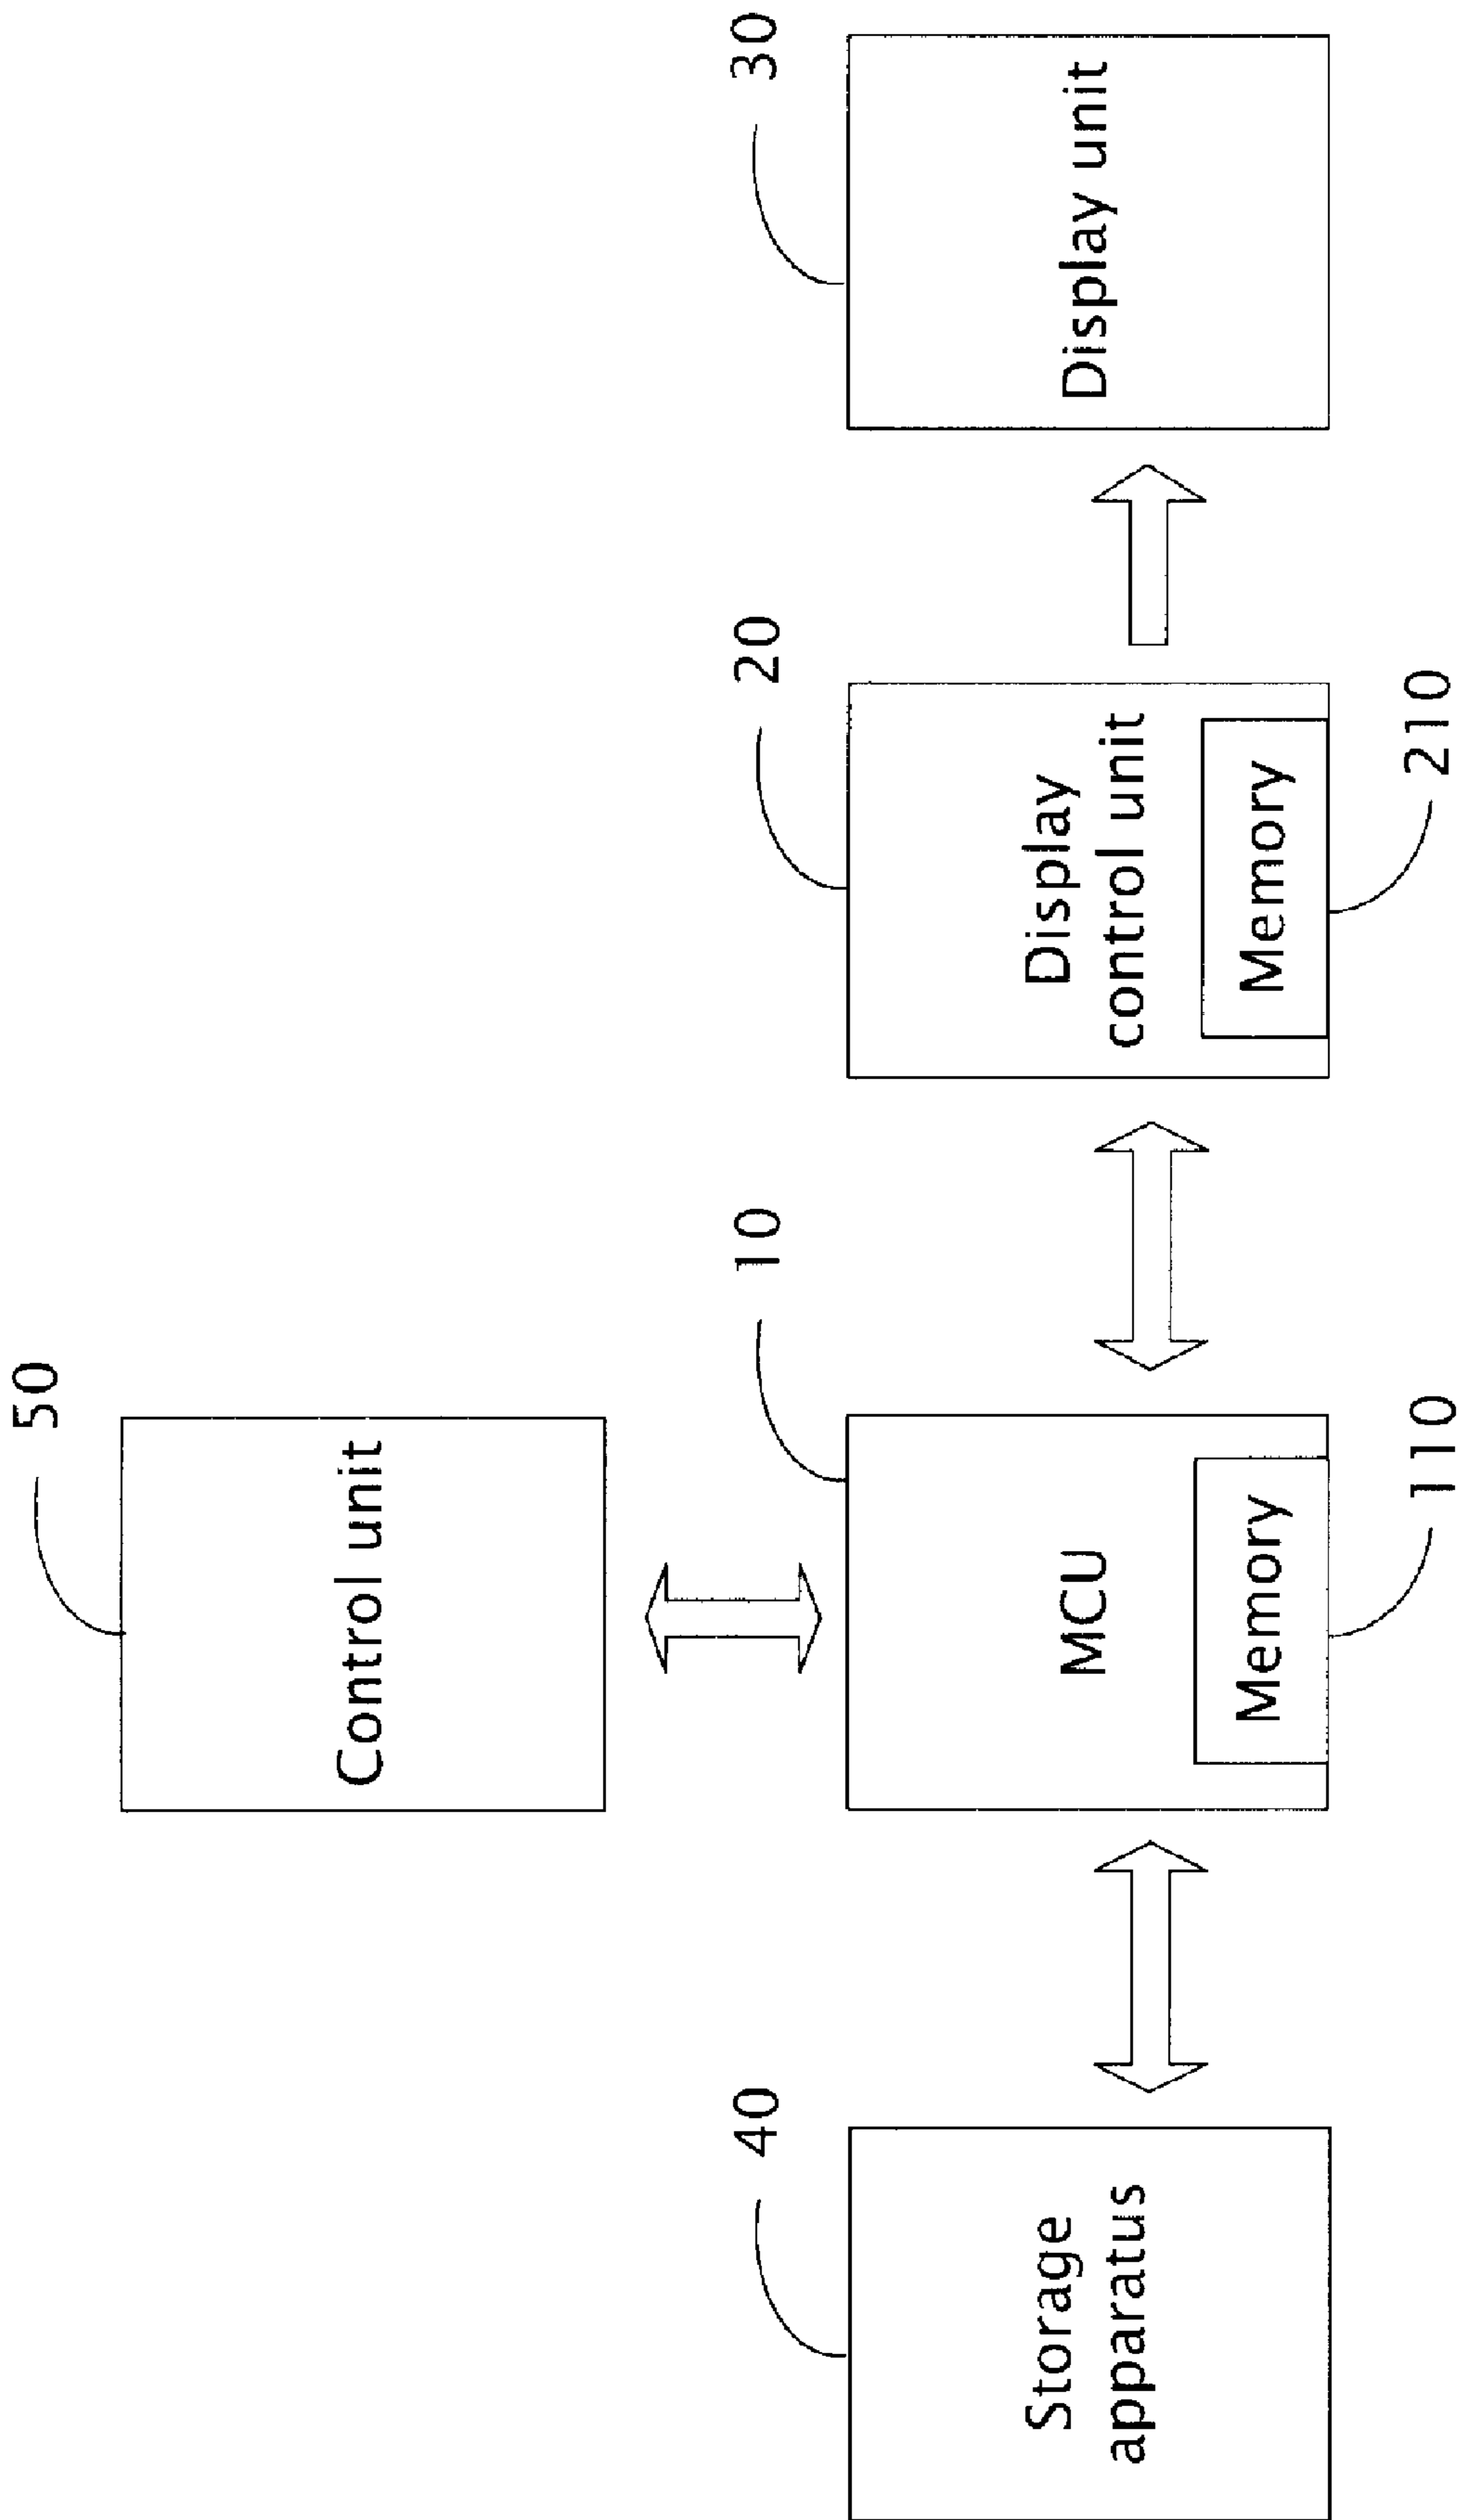 50
Control unit
40
10
20
30
Storage
apparatus
MCU
Memory
Display
control unit
Memory
Display unit
110
210